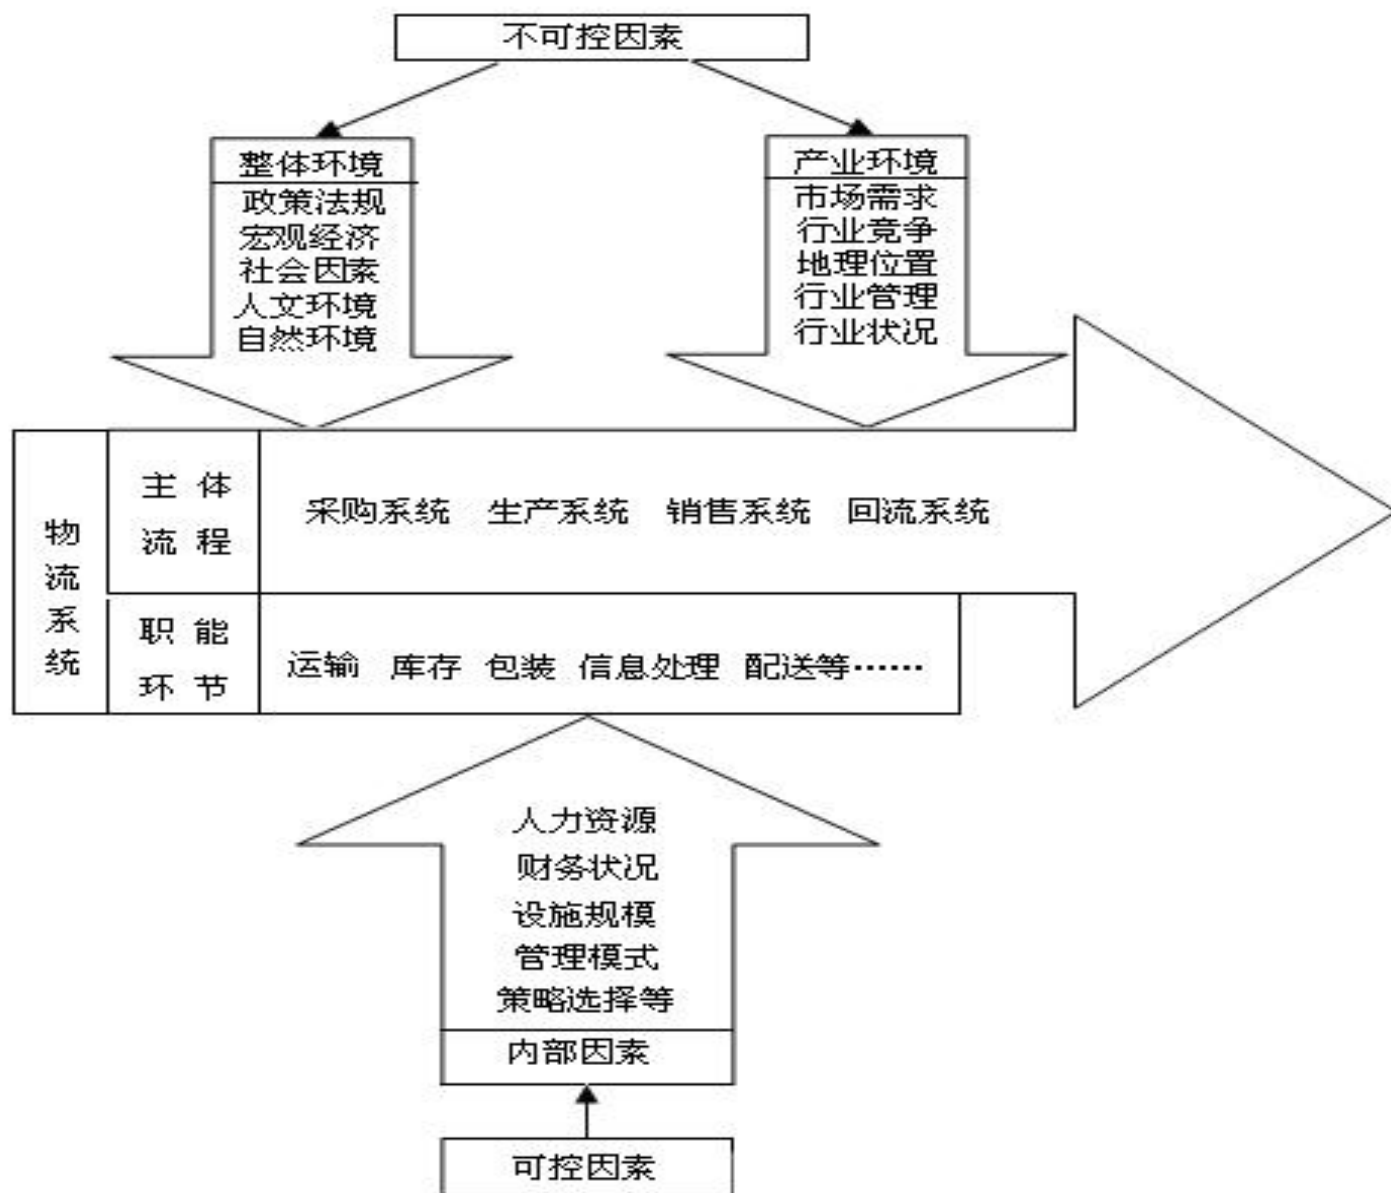 不可控因素
整体环境
政策法规
宏观经济
社会因素
人文环境
自然环境
产业环境
市场需求
行业竞争
地理位置
行业管理
行业状况
物流系统
主体
流程
采购系统 生产系统 销售系统 回流系统
职能
环节
运输 库存 包装 信息处理 配送等……
人力资源
财务状况
设施规模
管理模式
策略选择等
内部因素
可控因素